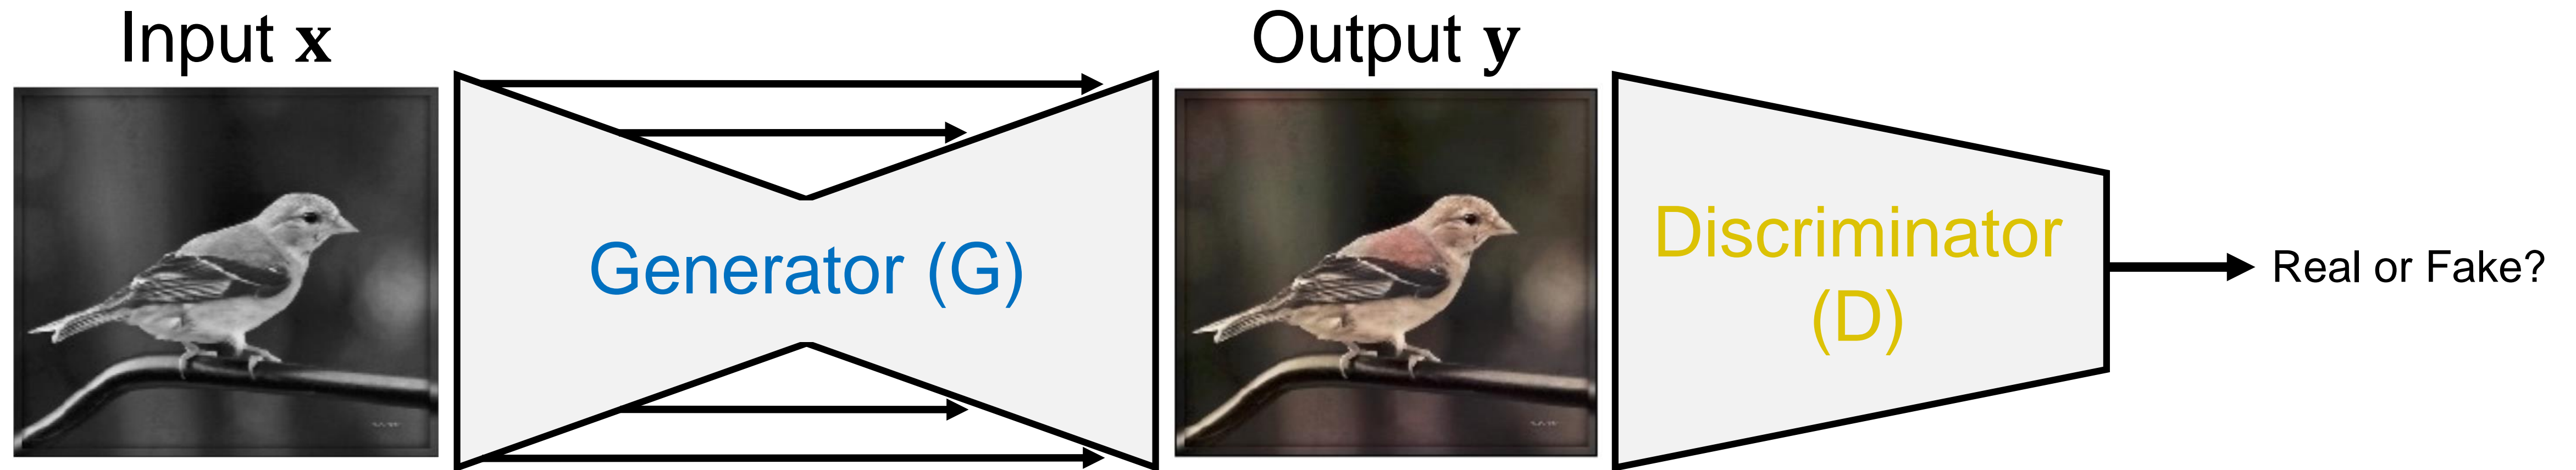 Input x
Output y
Generator (G)
Discriminator
(D)
Real or Fake?